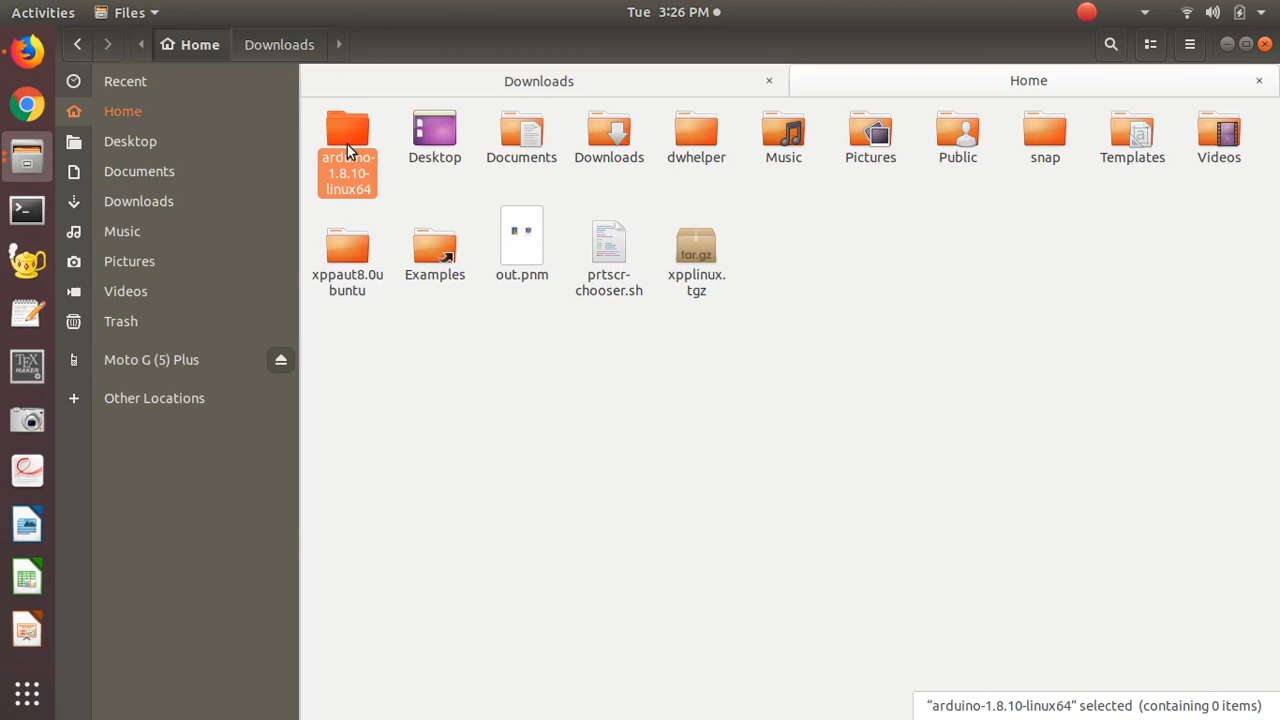 Activities
Files
Tue 3:26 PM
Home
Downloads
Downloads
Home
Recent
Home
Desktop
Documents
Downloads
Music
Pictures
Videos
Trash
Moto G (5) Plus
Other Locations
arduino-
1.8.10-
linux64
Desktop
Documents
Downloads
dwhelper
Music
Pictures
Public
snap
Templates
Videos
xppaut8.0u
buntu
Examples
out.pnm
prtscr-
chooser.sh
tar.gz
xpplinux.
tgz
TEX
MAKER
“arduino-1.8.10-linux64” selected (containing 0 items)